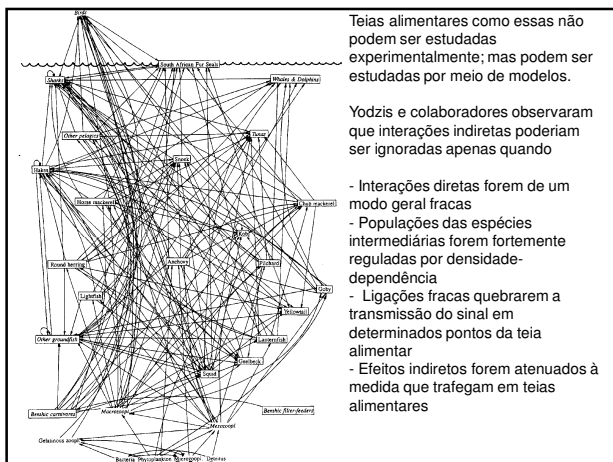 Birds
South African Fur Seals
Sharks
Whales & Dolphins
Other pelagics
Tunas
Snoek
Hakes
Horse mackerel
Chub mackerel
Kob
Round herring
Anchovy
Pilchard
Goby
Lightfish
Yellowtail
Other groundfish
Lanternfish
Geelbeck
Squid
Benthic carnivores
Macrozoopl.
Benthic filter-feeders
Mesozoopl.
Gelatinous zoopl.
Bacteria Phytoplankton Microzoopl. Detritus
Teias alimentares como essas não
podem ser estudadas
experimentalmente; mas podem ser
estudadas por meio de modelos.
Yodzis e colaboradores observaram
que interações indiretas poderiam
ser ignoradas apenas quando
- Interações diretas forem de um
modo geral fracas
- Populações das espécies
intermediárias forem fortemente
reguladas por densidade-
dependência
- Ligações fracas quebrarem a
transmissão do sinal em
determinados pontos da teia
alimentar
- Efeitos indiretos forem atenuados à
medida que trafegam em teias
alimentares